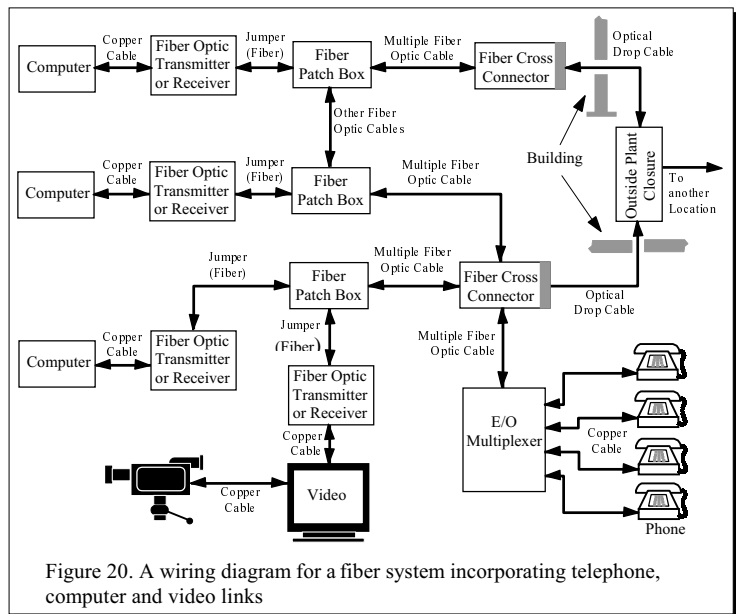 Computer
Copper
Cable
Fiber Optic
Transmitter
or Receiver
Jumper
(Fiber)
Fiber
Patch Box
Multiple Fiber
Optic Cable
Fiber Cross
Connector
Optical
Drop Cable
Other Fiber
Optic Cables
Building
Computer
Copper
Cable
Fiber Optic
Transmitter
or Receiver
Jumper
(Fiber)
Fiber
Patch Box
Multiple Fiber
Optic Cable
Outside Plant
Closure
To
another
Location
Jumper
(Fiber)
Fiber
Patch Box
Multiple Fiber
Optic Cable
Fiber Cross
Connector
Optical
Drop Cable
Computer
Copper
Cable
Fiber Optic
Transmitter
or Receiver
Jumper
(Fiber)
Multiple Fiber
Optic Cable
Fiber Optic
Transmitter
or Receiver
Copper
Cable
E/O
Multiplexer
Copper
Cable
Copper
Cable
Video
Phone
Figure 20. A wiring diagram for a fiber system incorporating telephone,
computer and video links